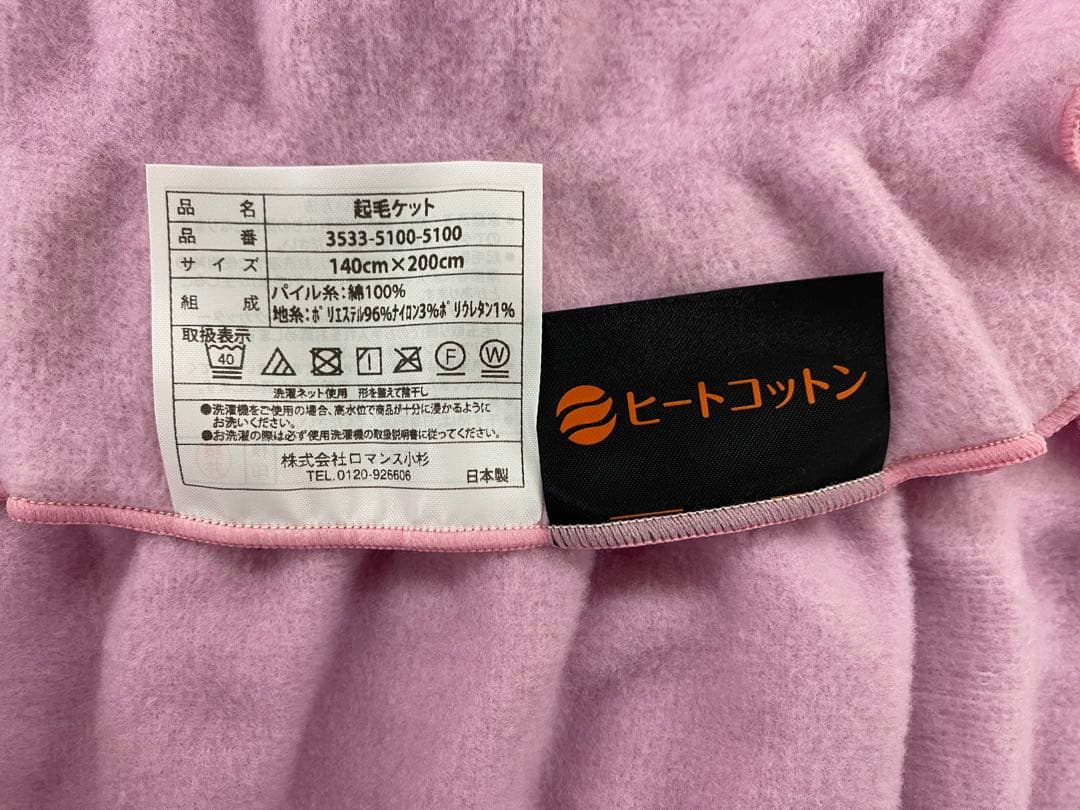 品名 起毛ケット
品番 3533-5100-5100
サイズ 140cm×200cm
組成 パイル糸:綿100%
地糸:ポリエステル96%ナイロン3%ポリウレタン1%
取扱表示
40 F W
洗濯ネット使用 形を整えて陰干し
●洗濯機をご使用の場合、高水位で商品が十分に浸かるように
お洗いください。
●お洗濯の際は必ず使用洗濯機の取扱説明書に従ってください。
株式会社ロマンス小杉
TEL.0120-926606 日本製
ヒートコットン